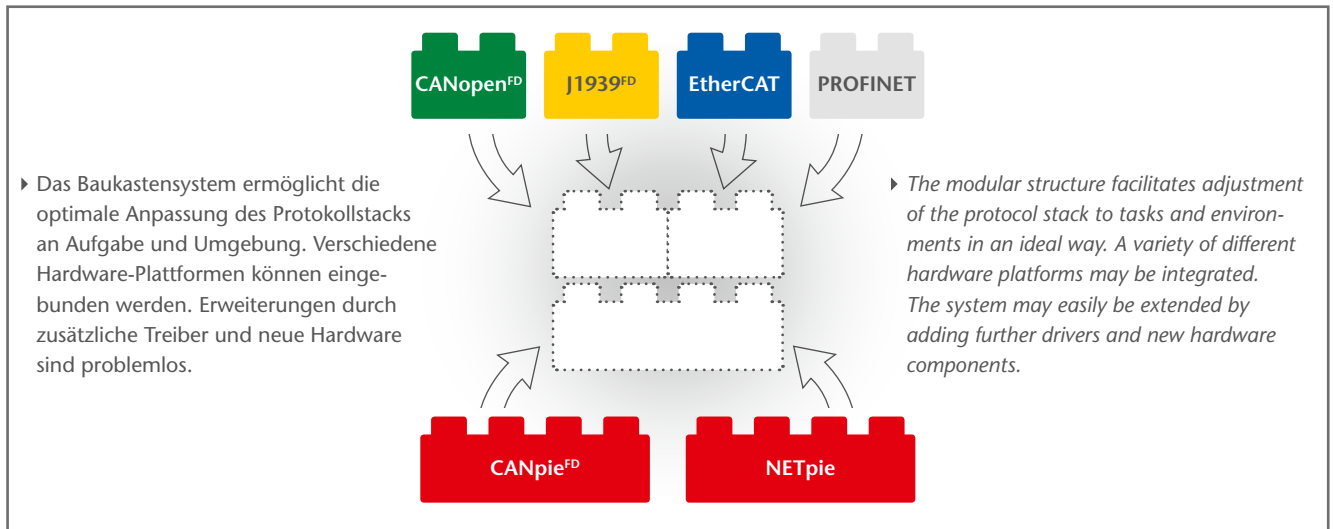 CANopenFD
J1939FD
EtherCAT
PROFINET
▸ Das Baukastensystem ermöglicht die
optimale Anpassung des Protokollstacks
an Aufgabe und Umgebung. Verschiedene
Hardware-Plattformen können einge-
bunden werden. Erweiterungen durch
zusätzliche Treiber und neue Hardware
sind problemlos.
▸ The modular structure facilitates adjustment
of the protocol stack to tasks and environ-
ments in an ideal way. A variety of different
hardware platforms may be integrated.
The system may easily be extended by
adding further drivers and new hardware
components.
CANpieFD
NETpie